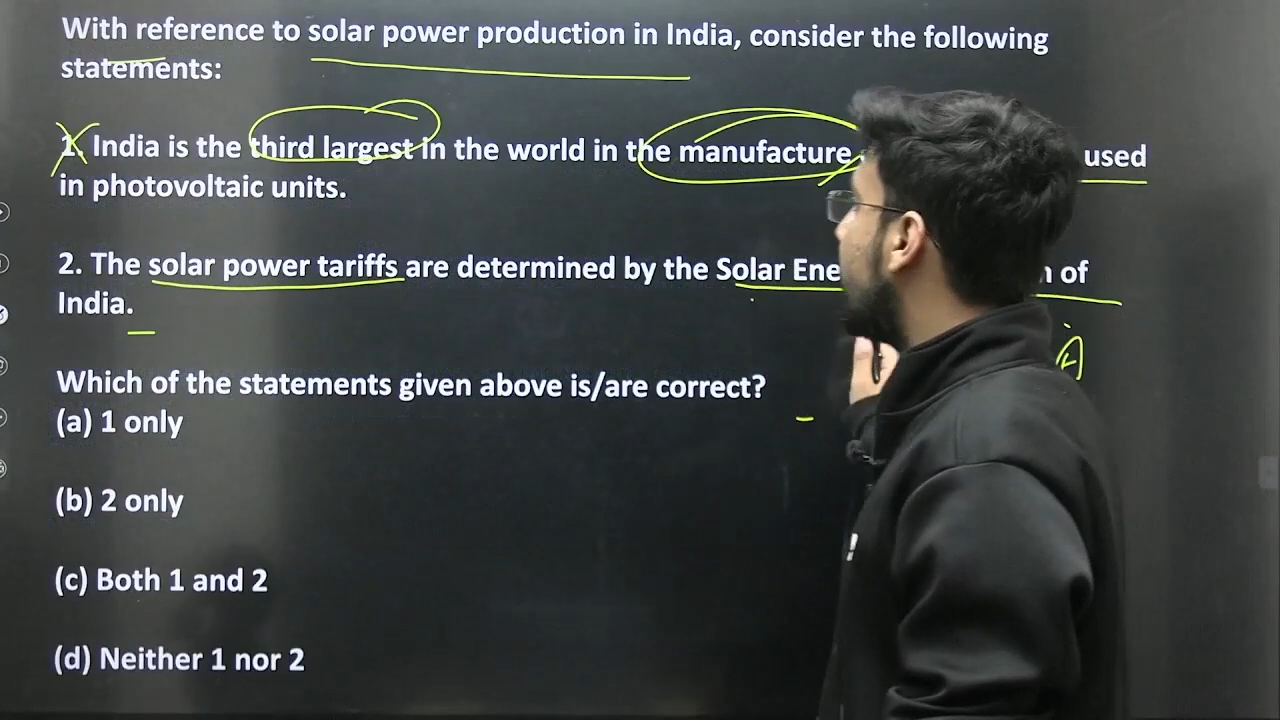 With reference to solar power production in India, consider the following
statements:
1. India is the third largest in the world in the manufacture used
in photovoltaic units.
2. The solar power tariffs are determined by the Solar Ene of
India.
Which of the statements given above is/are correct?
(a) 1 only
(b) 2 only
(c) Both 1 and 2
(d) Neither 1 nor 2